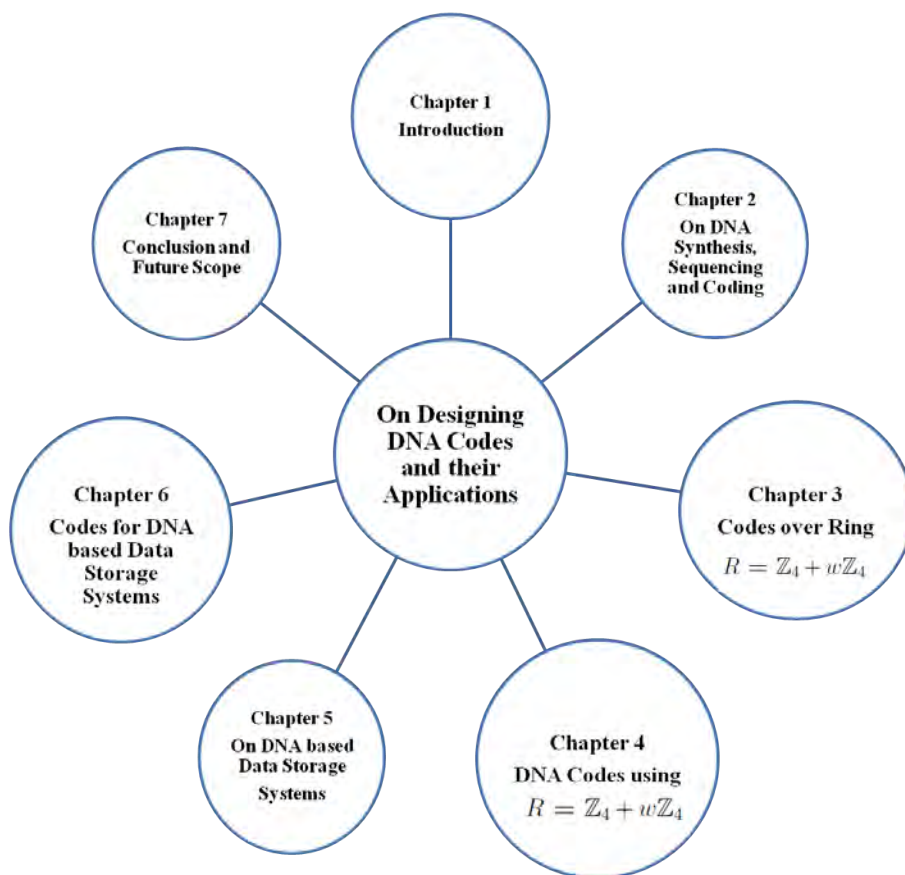 Chapter 1
Introduction
Chapter 2
On DNA
Synthesis,
Sequencing
and Coding
Chapter 7
Conclusion and
Future Scope
On Designing
DNA Codes
and their
Applications
Chapter 3
Codes over Ring
R = ℤ₄ + wℤ₄
Chapter 6
Codes for DNA
based Data
Storage
Systems
Chapter 5
On DNA based
Data Storage
Systems
Chapter 4
DNA Codes using
R = ℤ₄ + wℤ₄